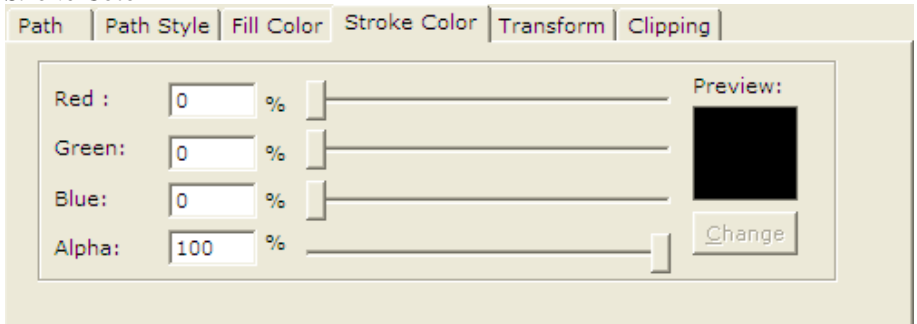 Path Path Style Fill Color Stroke Color Transform Clipping
Preview:
Red : 0 %
Green: 0 %
Blue: 0 %
Alpha: 100 %
Change